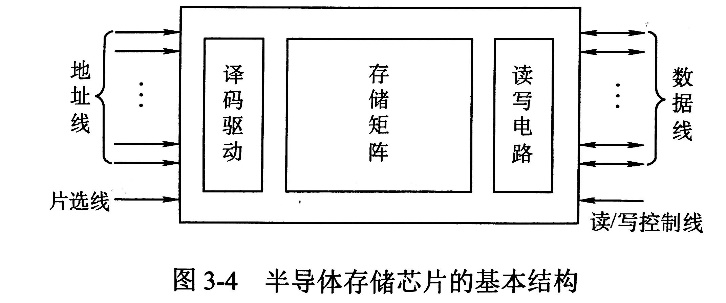 地址线
译码驱动
存储矩阵
读写电路
数据线
片选线
读/写控制线
图 3-4 半导体存储芯片的基本结构